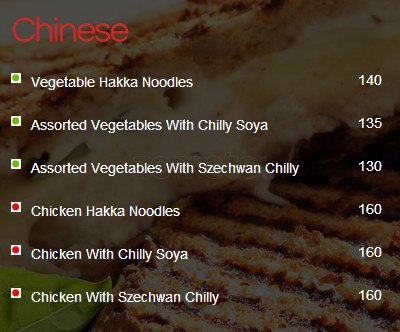 Chinese
Vegetable Hakka Noodles 140
Assorted Vegetables With Chilly Soya 135
Assorted Vegetables With Szechwan Chilly 130
Chicken Hakka Noodles 160
Chicken With Chilly Soya 160
Chicken With Szechwan Chilly 160